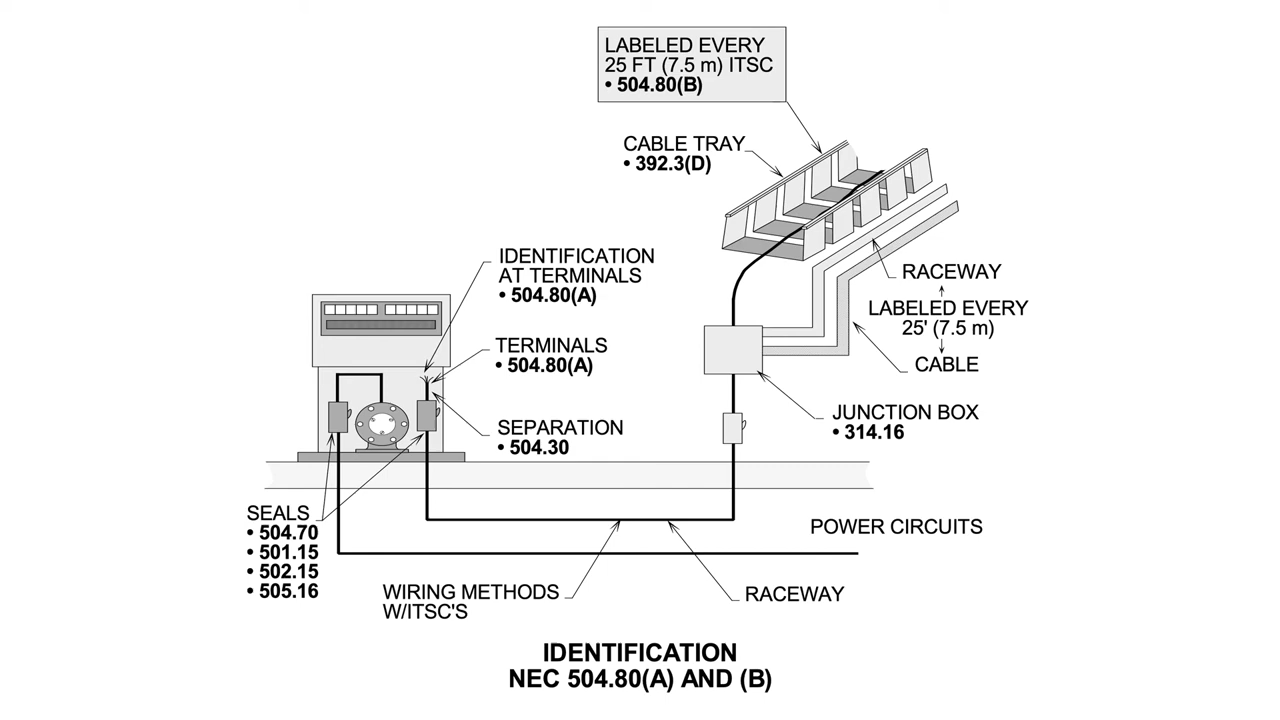 LABELED EVERY
25 FT (7.5 m) ITSC
• 504.80(B)
CABLE TRAY
• 392.3(D)
IDENTIFICATION
AT TERMINALS
• 504.80(A)
RACEWAY
LABELED EVERY
25' (7.5 m)
CABLE
TERMINALS
• 504.80(A)
JUNCTION BOX
• 314.16
SEPARATION
• 504.30
SEALS
• 504.70
• 501.15
• 502.15
• 505.16
POWER CIRCUITS
WIRING METHODS
W/ITSC'S
RACEWAY
IDENTIFICATION
NEC 504.80(A) AND (B)